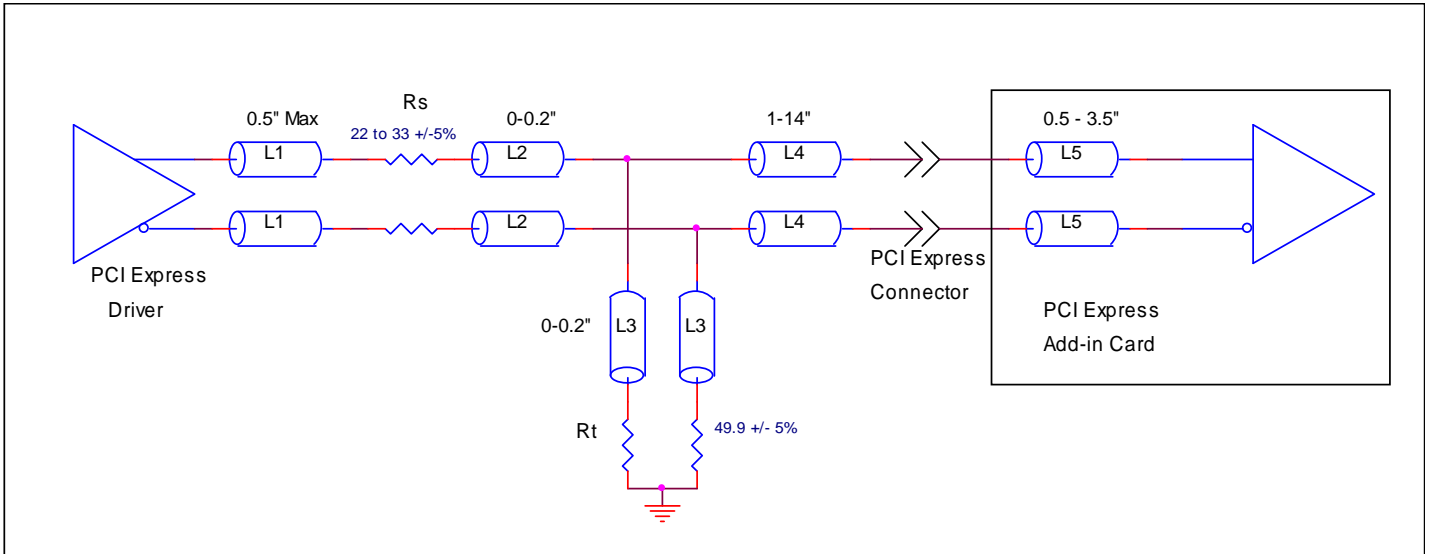 Rs
0.5" Max
22 to 33 +/-5%
0-0.2"
1-14"
0.5 - 3.5"
L1
L2
L4
L5
L1
L2
L4
L5
PCI Express
Driver
PCI Express
Connector
0-0.2"
L3
L3
PCI Express
Add-in Card
Rt
49.9 +/- 5%